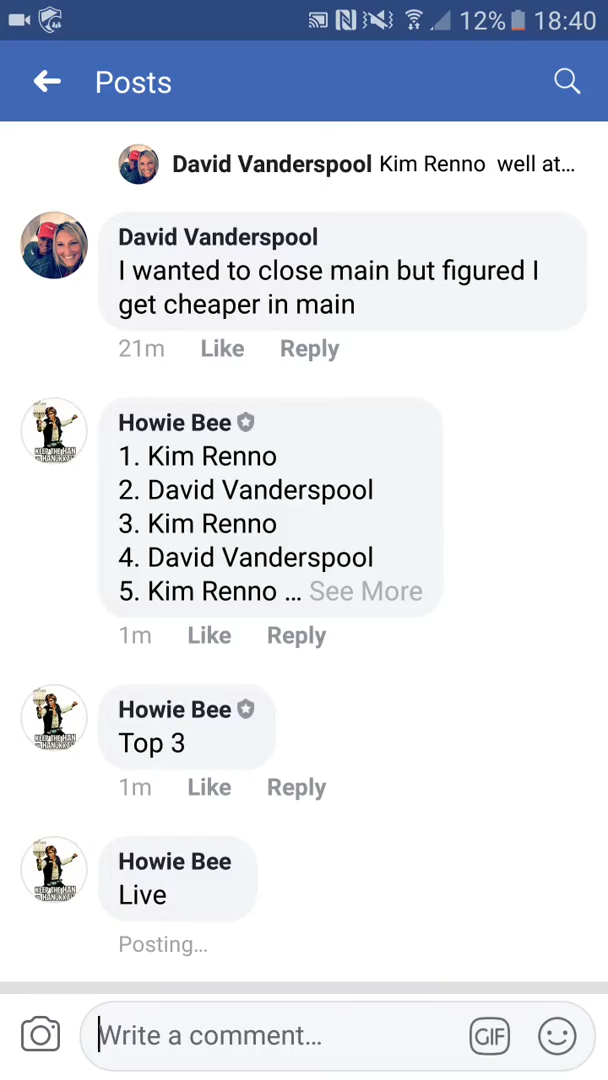 12% 18:40
Posts
David Vanderspool Kim Renno well at...
David Vanderspool
I wanted to close main but figured I
get cheaper in main
21m Like Reply
Howie Bee
1. Kim Renno
2. David Vanderspool
3. Kim Renno
4. David Vanderspool
5. Kim Renno ... See More
1m Like Reply
Howie Bee
Top 3
1m Like Reply
Howie Bee
Live
Posting...
Write a comment...
GIF